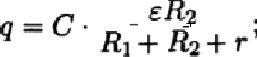 q = C · εR₂ / (R₁ + R₂ + r);